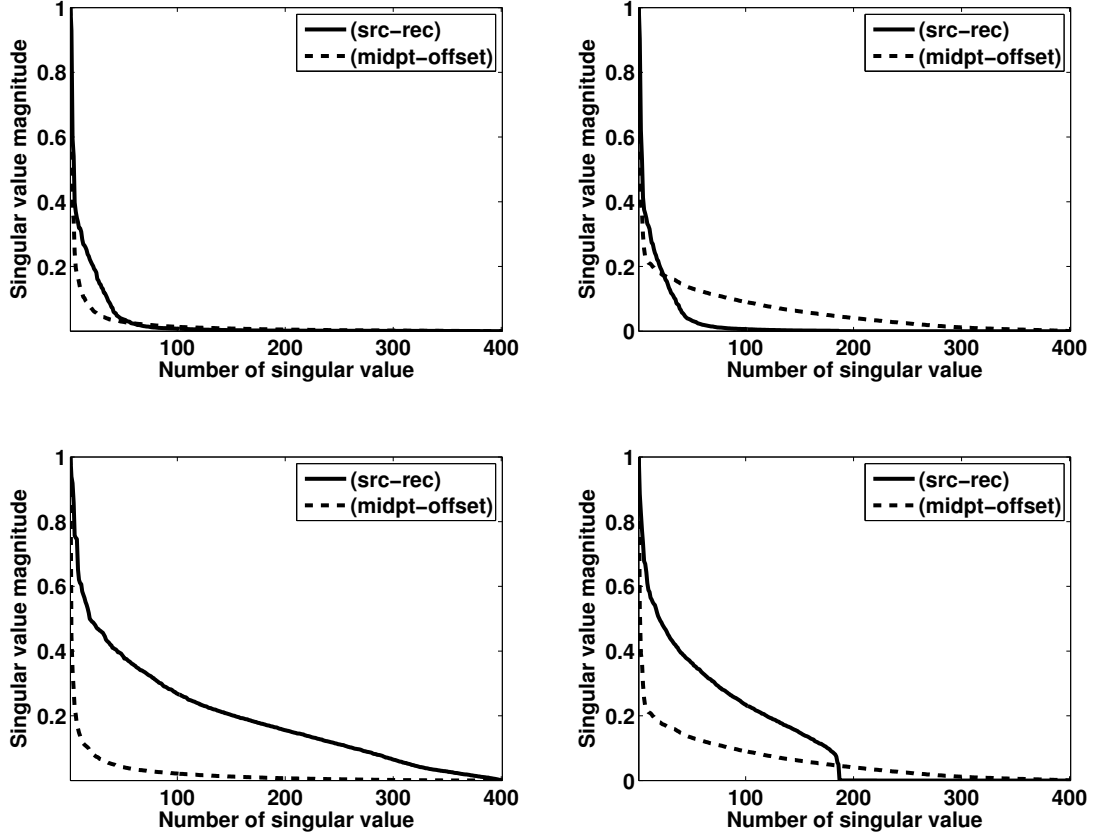 1
0.8
0.6
0.4
0.2
Singular value magnitude
100 200 300 400
Number of singular value
(src-rec)
(midpt-offset)
1
0.8
0.6
0.4
0.2
0
Singular value magnitude
100 200 300 400
Number of singular value
(src-rec)
(midpt-offset)
1
0.8
0.6
0.4
0.2
Singular value magnitude
100 200 300 400
Number of singular value
(src-rec)
(midpt-offset)
1
0.8
0.6
0.4
0.2
0
Singular value magnitude
100 200 300 400
Number of singular value
(src-rec)
(midpt-offset)